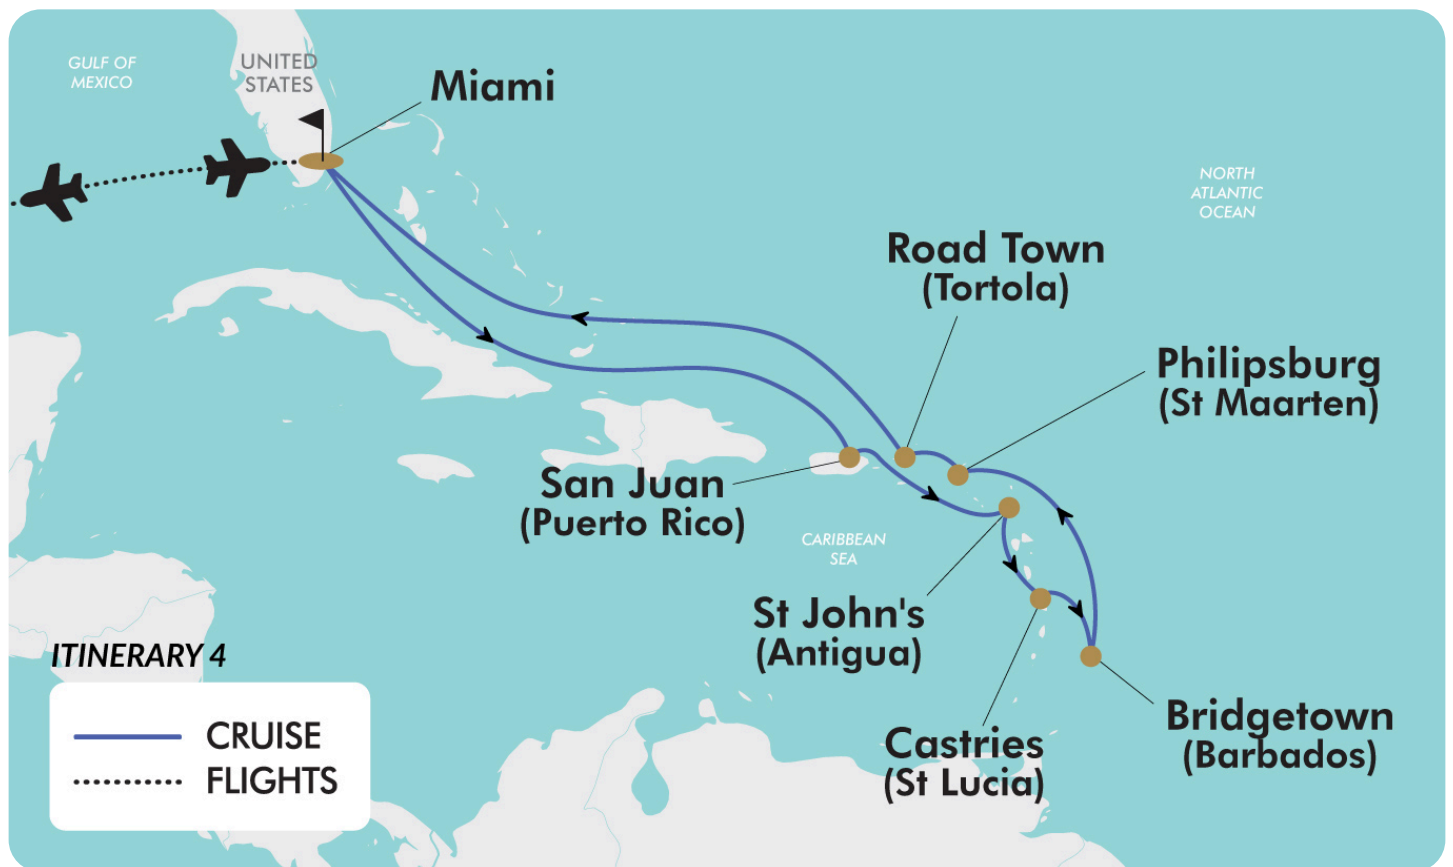 GULF OF
MEXICO
UNITED
STATES
Miami
NORTH
ATLANTIC
OCEAN
Road Town
(Tortola)
Philipsburg
(St Maarten)
San Juan
(Puerto Rico)
CARIBBEAN
SEA
St John's
(Antigua)
Castries
(St Lucia)
Bridgetown
(Barbados)
ITINERARY 4
CRUISE
FLIGHTS